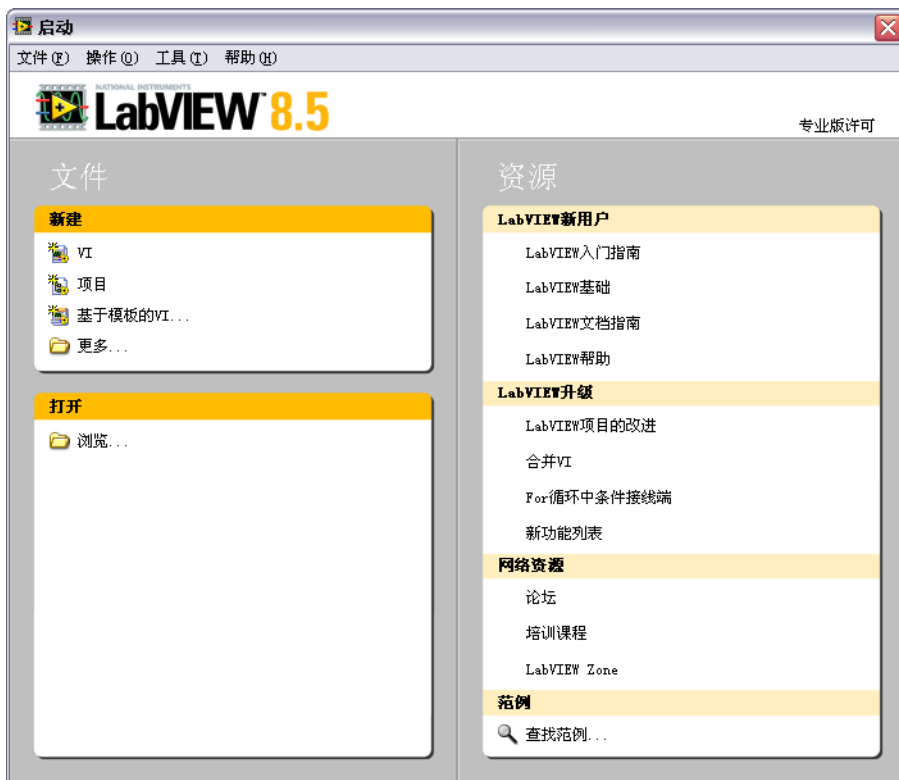 启动
文件(F) 操作(O) 工具(T) 帮助(H)
NATIONAL INSTRUMENTS
LabVIEW™ 8.5
专业版许可
文件
新建
VI
项目
基于模板的VI...
更多...
打开
浏览...
资源
LabVIEW新用户
LabVIEW入门指南
LabVIEW基础
LabVIEW文档指南
LabVIEW帮助
LabVIEW升级
LabVIEW项目的改进
合并VI
For循环中条件接线端
新功能列表
网络资源
论坛
培训课程
LabVIEW Zone
范例
查找范例...